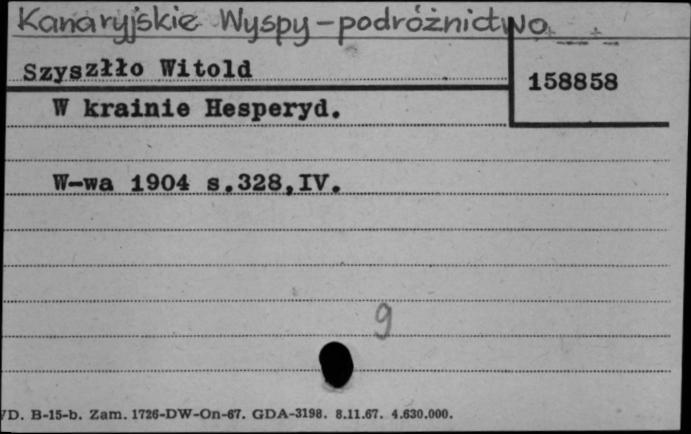 Kanaryjskie Wyspy - podróżnictwo
Szyszłło Witold
158858
W krainie Hesperyd.
W-wa 1904 s.328,IV.
9
D. B-15-b. Zam. 1726-DW-On-67. GDA-3198. 8.11.67. 4.630.000.